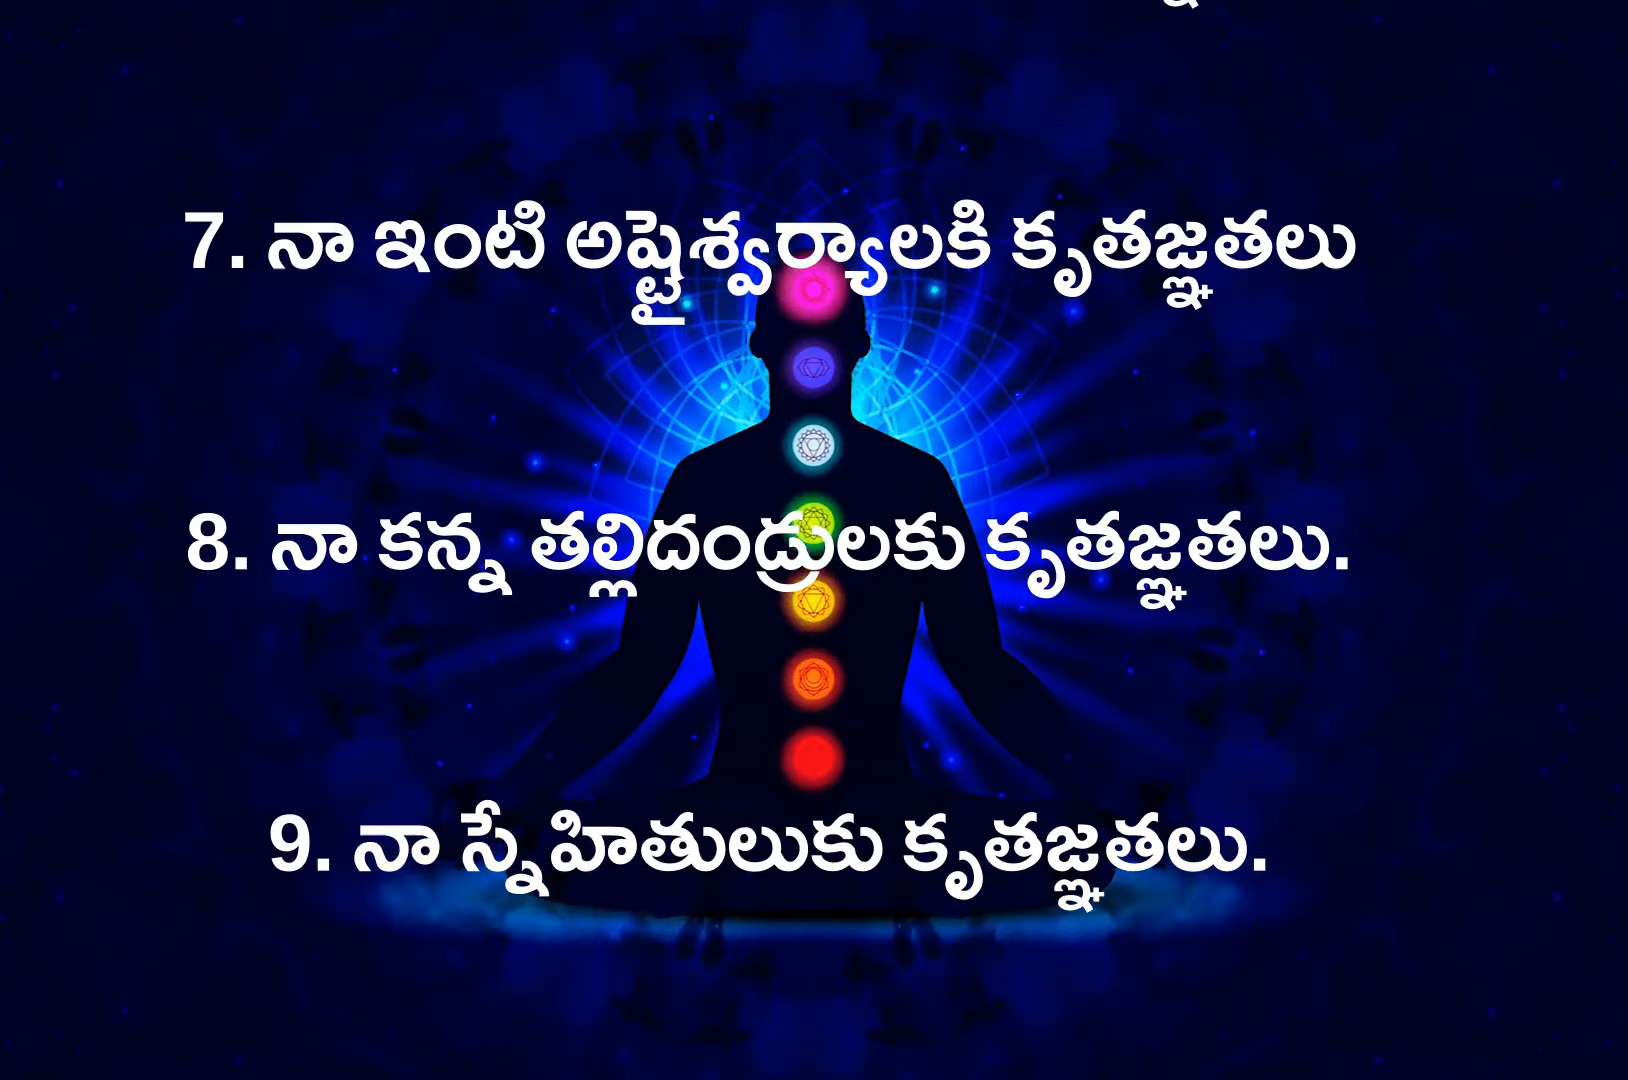 7. నా ఇంటి అష్టైశ్వర్యాలకి కృతజ్ఞతలు
8. నా కన్న తల్లిదండ్రులకు కృతజ్ఞతలు.
9. నా స్నేహితులుకు కృతజ్ఞతలు.